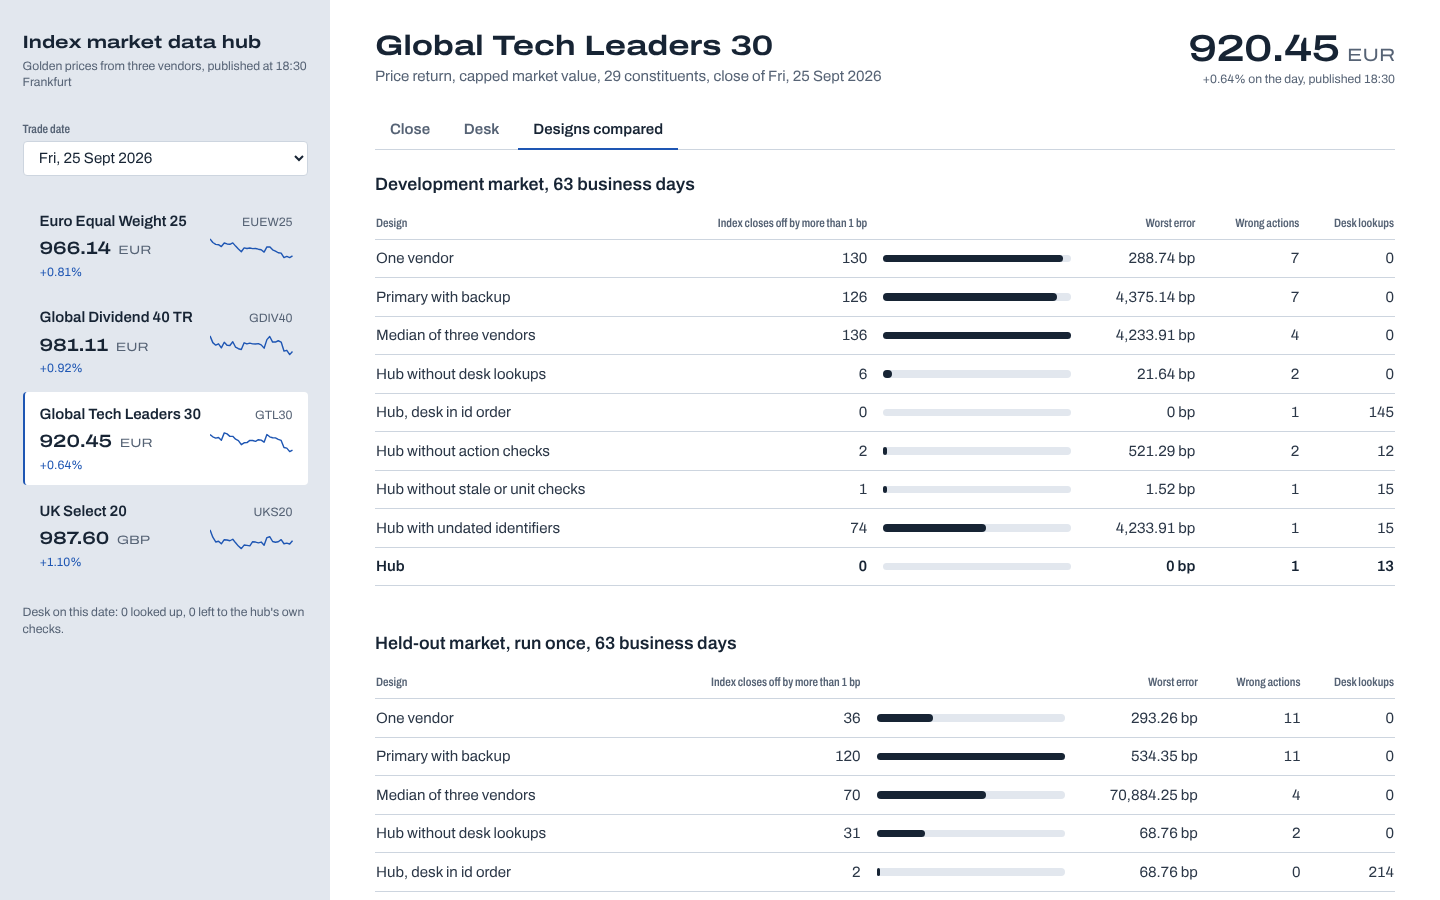 Index market data hub
Golden prices from three vendors, published at 18:30
Frankfurt
Trade date
Fri, 25 Sept 2026
Euro Equal Weight 25 EUEW25
966.14 EUR
+0.81%
Global Dividend 40 TR GDIV40
981.11 EUR
+0.92%
Global Tech Leaders 30 GTL30
920.45 EUR
+0.64%
UK Select 20 UKS20
987.60 GBP
+1.10%
Desk on this date: 0 looked up, 0 left to the hub's own
checks.
Global Tech Leaders 30
Price return, capped market value, 29 constituents, close of Fri, 25 Sept 2026
920.45 EUR
+0.64% on the day, published 18:30
Close Desk Designs compared
Development market, 63 business days
Design Index closes off by more than 1 bp Worst error Wrong actions Desk lookups
One vendor 130 288.74 bp 7 0
Primary with backup 126 4,375.14 bp 7 0
Median of three vendors 136 4,233.91 bp 4 0
Hub without desk lookups 6 21.64 bp 2 0
Hub, desk in id order 0 0 bp 1 145
Hub without action checks 2 521.29 bp 2 12
Hub without stale or unit checks 1 1.52 bp 1 15
Hub with undated identifiers 74 4,233.91 bp 1 15
Hub 0 0 bp 1 13
Held-out market, run once, 63 business days
Design Index closes off by more than 1 bp Worst error Wrong actions Desk lookups
One vendor 36 293.26 bp 11 0
Primary with backup 120 534.35 bp 11 0
Median of three vendors 70 70,884.25 bp 4 0
Hub without desk lookups 31 68.76 bp 2 0
Hub, desk in id order 2 68.76 bp 0 214